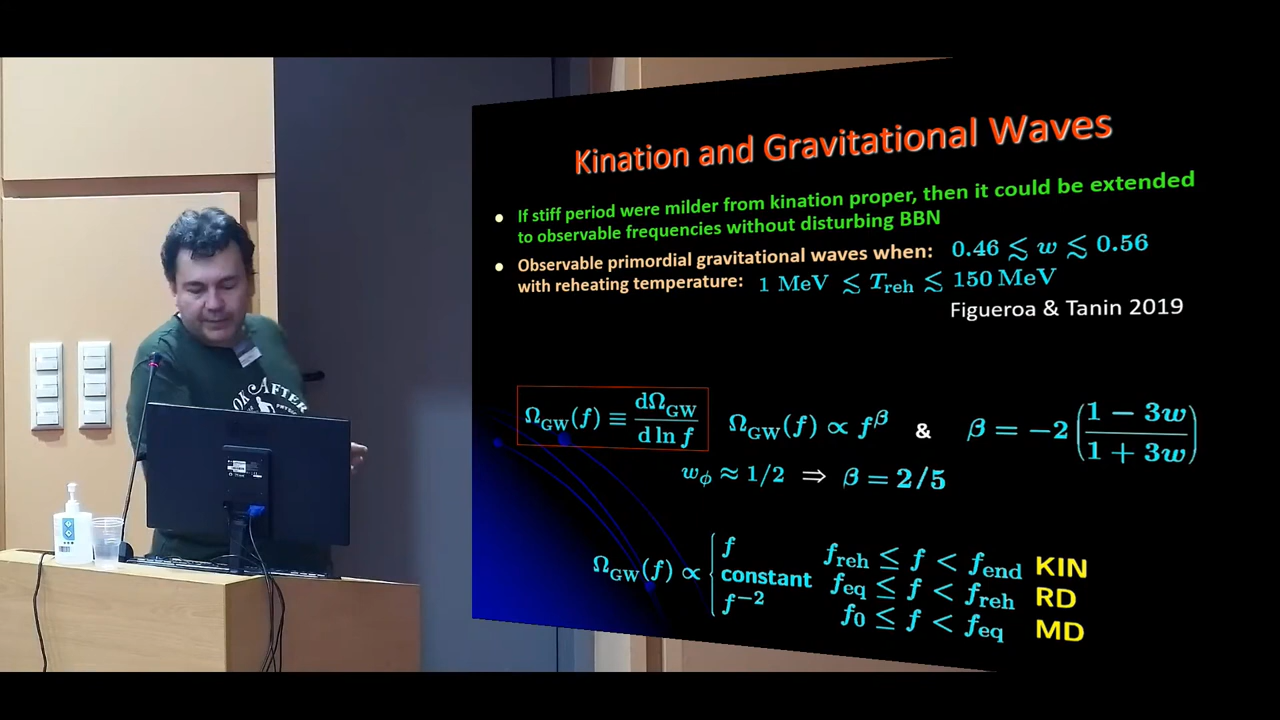 Kination and Gravitational Waves
• If stiff period were milder from kination proper, then it could be extended
to observable frequencies without disturbing BBN
• Observable primordial gravitational waves when: 0.46 ≲ w ≲ 0.56
with reheating temperature: 1 MeV ≲ T_reh ≲ 150 MeV
Figueroa & Tanin 2019
Ω_GW(f) ≡ dΩ_GW / d ln f   Ω_GW(f) ∝ f^β   &   β = −2 ((1 − 3w) / (1 + 3w))
w_ϕ ≈ 1/2 ⇒ β = 2/5
Ω_GW(f) ∝ { f   f_reh ≤ f < f_end   KIN
constant   f_eq ≤ f < f_reh   RD
f^−2   f_0 ≤ f < f_eq   MD
OK AFTER